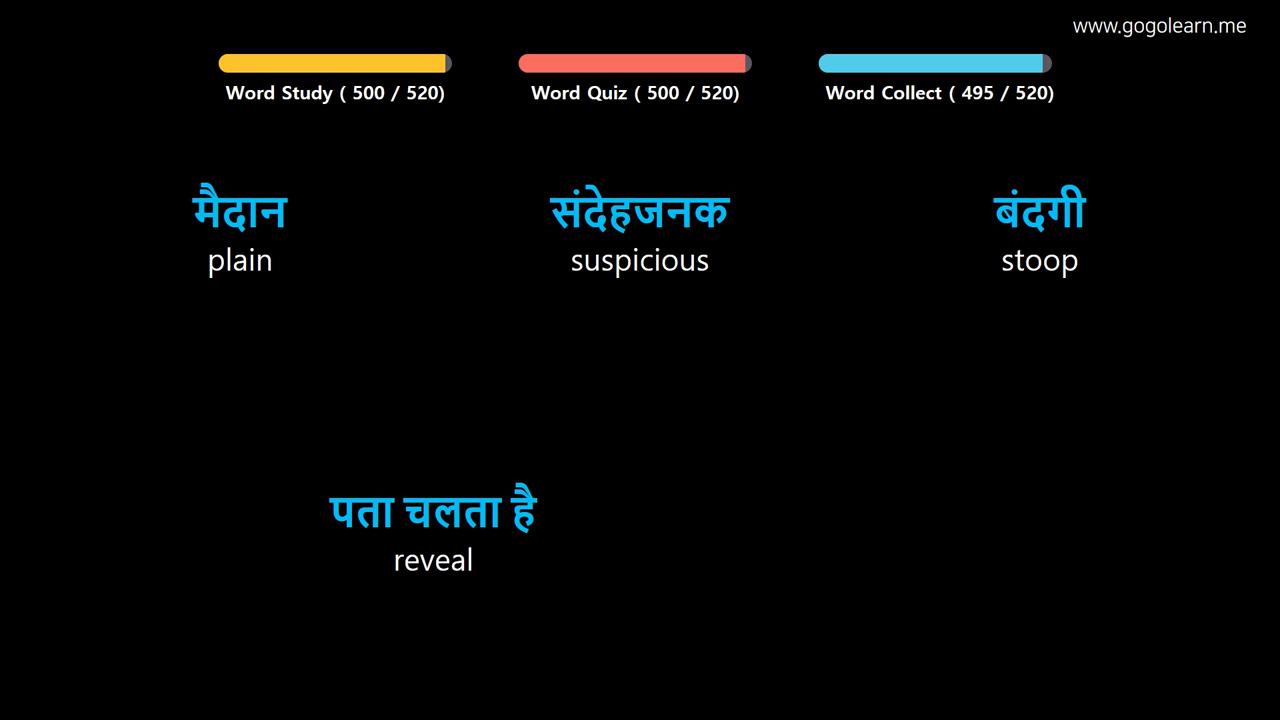 www.gogolearn.me
Word Study ( 500 / 520)
Word Quiz ( 500 / 520)
Word Collect ( 495 / 520)
मैदान
plain
संदेहजनक
suspicious
बंदगी
stoop
पता चलता है
reveal